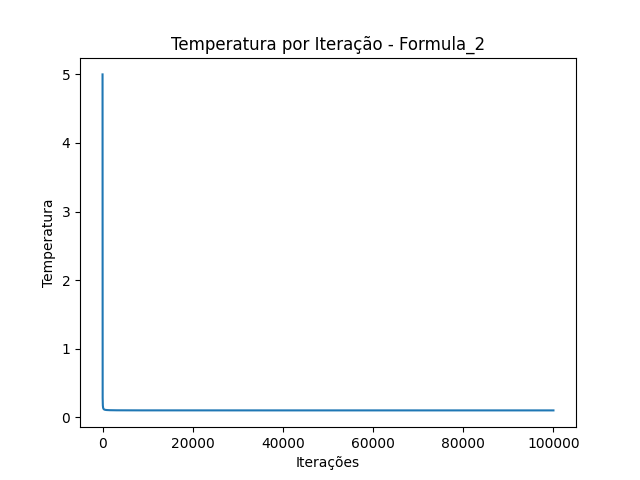 Temperatura por Iteração - Formula_2
5
4
3
2
1
0
Temperatura
0 20000 40000 60000 80000 100000
Iterações